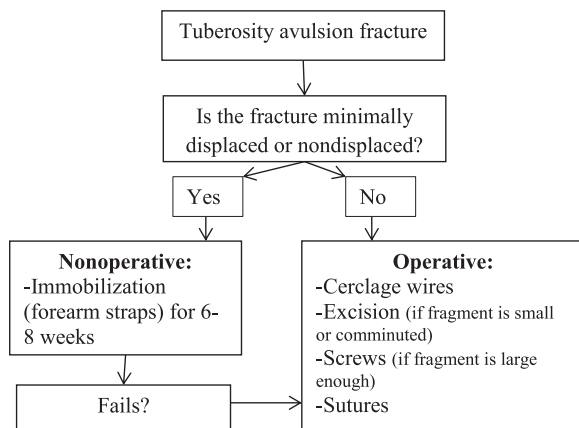 Tuberosity avulsion fracture
Is the fracture minimally
displaced or nondisplaced?
Yes
No
Nonoperative:
-Immobilization
(forearm straps) for 6-
8 weeks
Fails?
Operative:
-Cerclage wires
-Excision (if fragment is small
or comminuted)
-Screws (if fragment is large
enough)
-Sutures